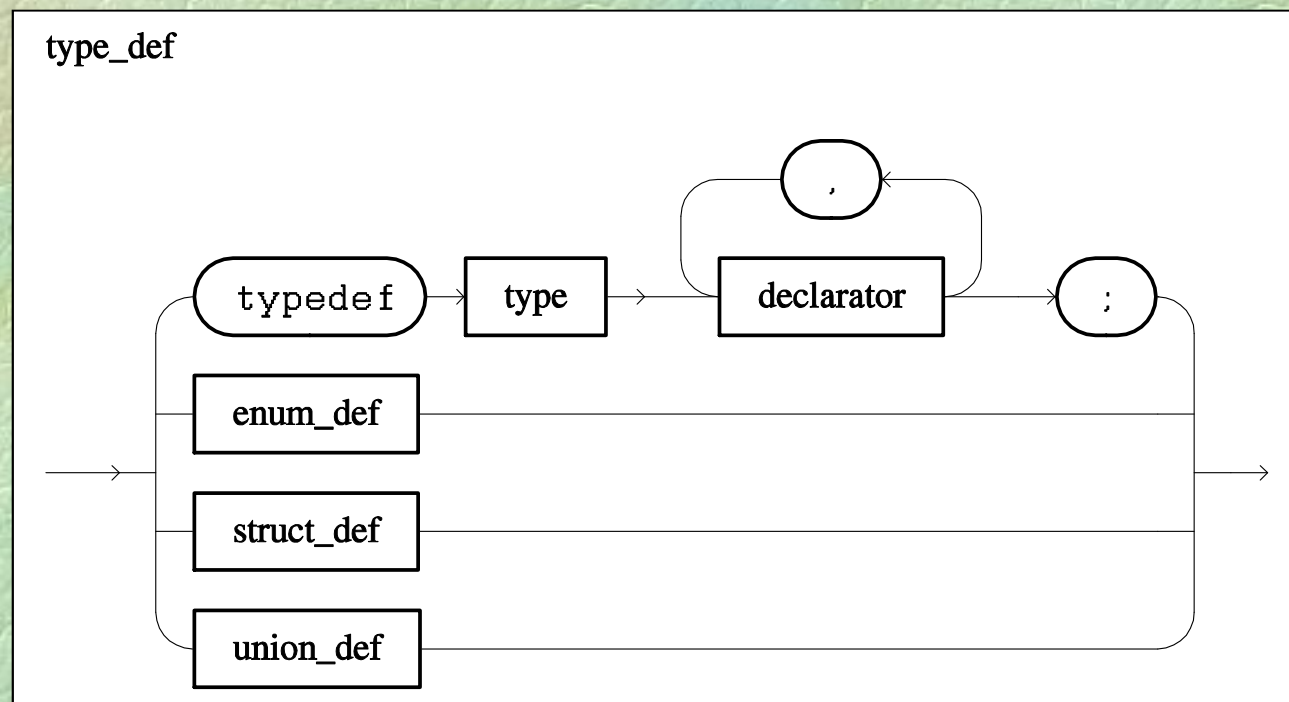 type_def
,
typedef type declarator ;
enum_def
struct_def
union_def